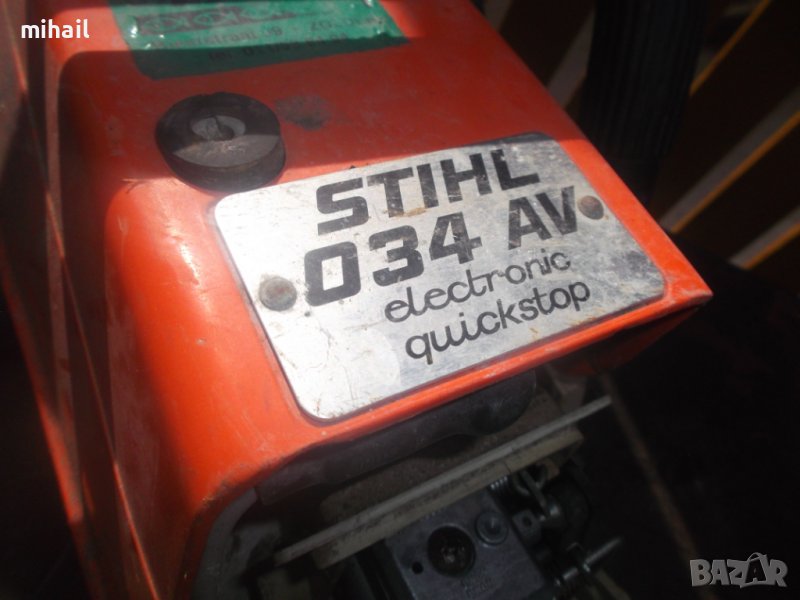 mihail
STIHL
034 AV
electronic
quickstop
BAZAR